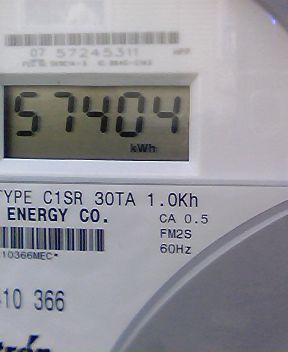 07 57245311
57404
kWh
TYPE C1SR 30TA 1.0Kh
ENERGY CO.
CA 0.5
FM2S
60Hz
10366MEC*
10 366